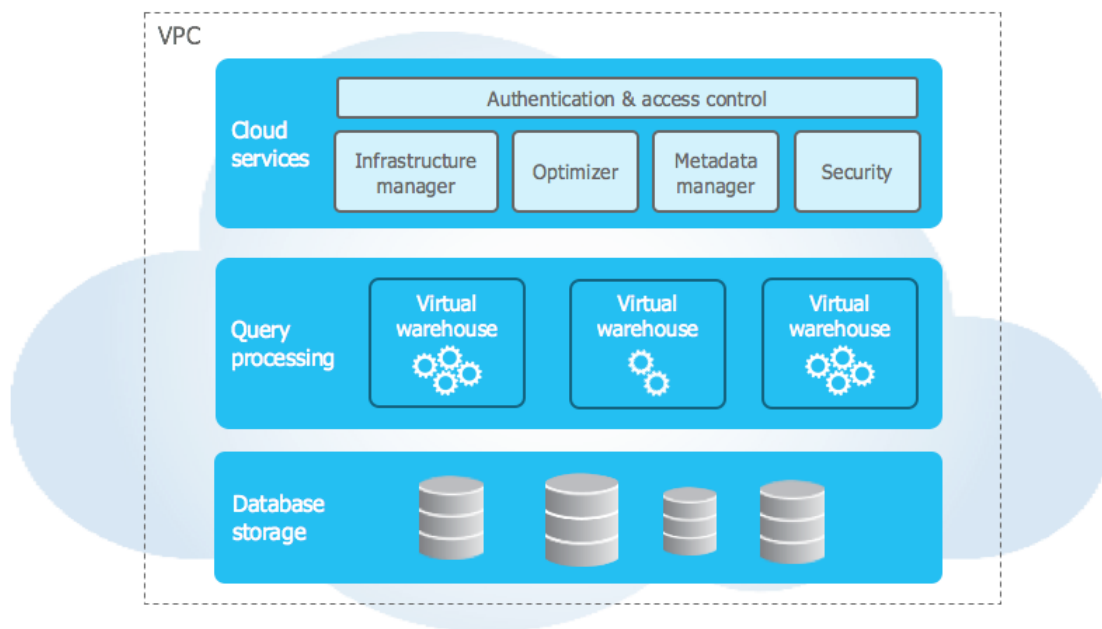 VPC
Cloud
services
Authentication & access control
Infrastructure
manager
Optimizer
Metadata
manager
Security
Query
processing
Virtual
warehouse
Virtual
warehouse
Virtual
warehouse
Database
storage